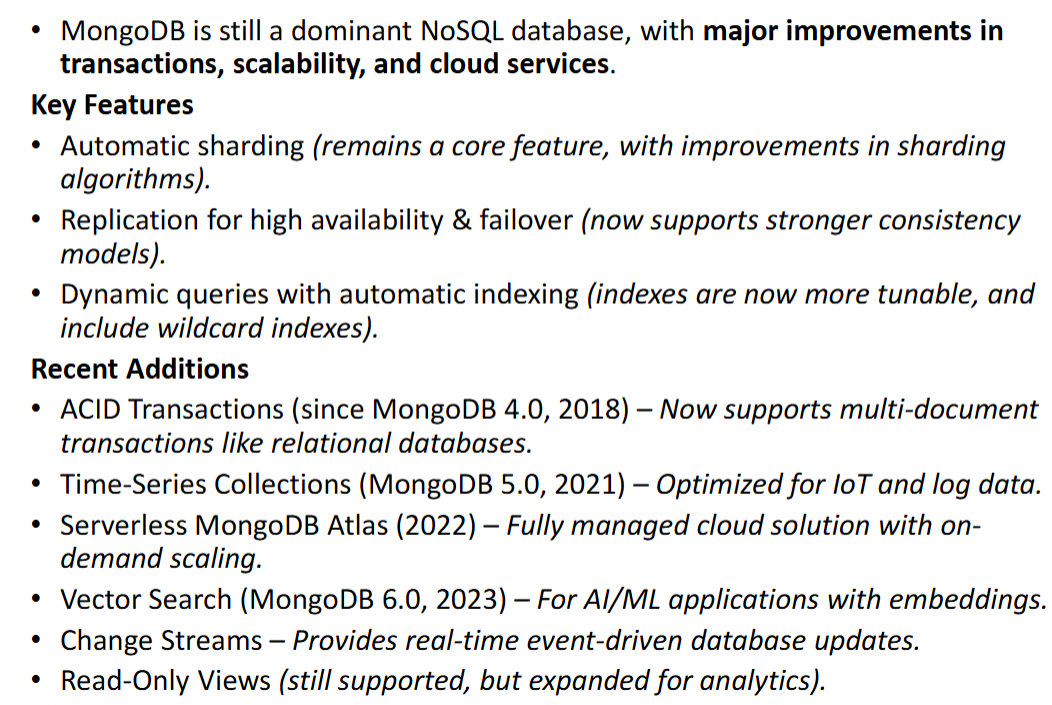 • MongoDB is still a dominant NoSQL database, with major improvements in
transactions, scalability, and cloud services.
Key Features
• Automatic sharding (remains a core feature, with improvements in sharding
algorithms).
• Replication for high availability & failover (now supports stronger consistency
models).
• Dynamic queries with automatic indexing (indexes are now more tunable, and
include wildcard indexes).
Recent Additions
• ACID Transactions (since MongoDB 4.0, 2018) – Now supports multi-document
transactions like relational databases.
• Time-Series Collections (MongoDB 5.0, 2021) – Optimized for IoT and log data.
• Serverless MongoDB Atlas (2022) – Fully managed cloud solution with on-
demand scaling.
• Vector Search (MongoDB 6.0, 2023) – For AI/ML applications with embeddings.
• Change Streams – Provides real-time event-driven database updates.
• Read-Only Views (still supported, but expanded for analytics).